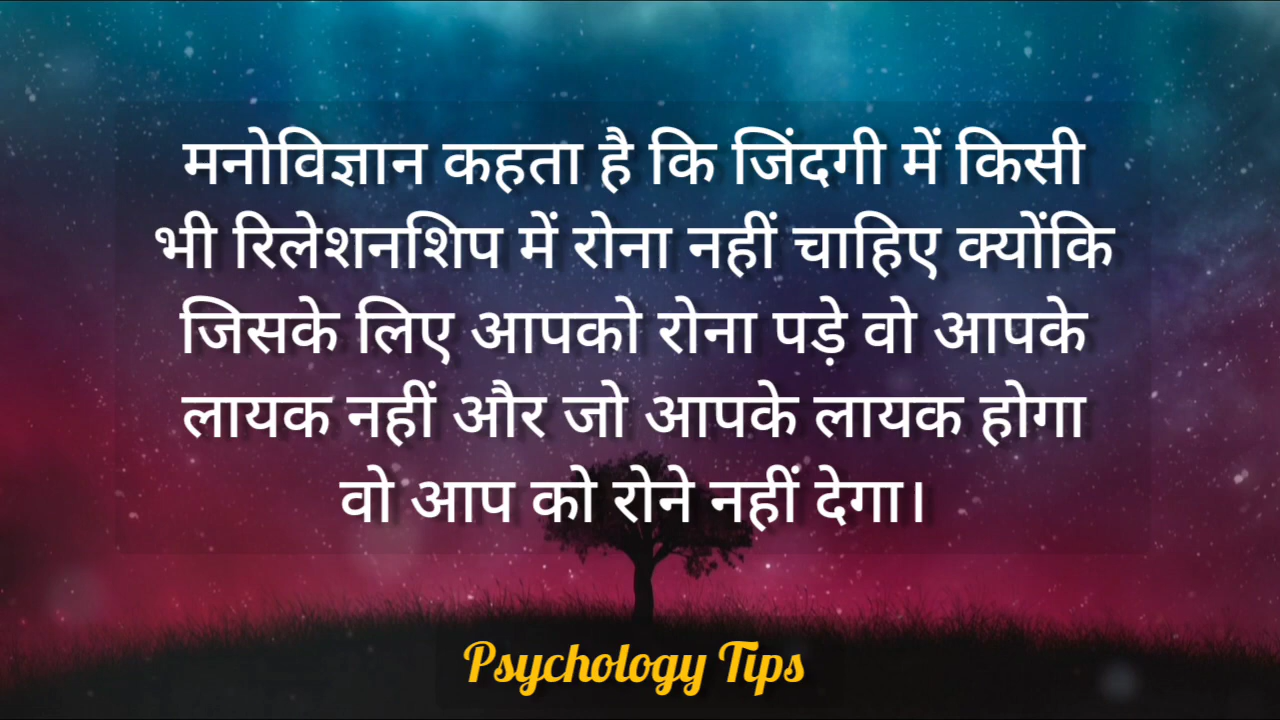 मनोविज्ञान कहता है कि जिंदगी में किसी
भी रिलेशनशिप में रोना नहीं चाहिए क्योंकि
जिसके लिए आपको रोना पड़े वो आपके
लायक नहीं और जो आपके लायक होगा
वो आप को रोने नहीं देगा।
Psychology Tips